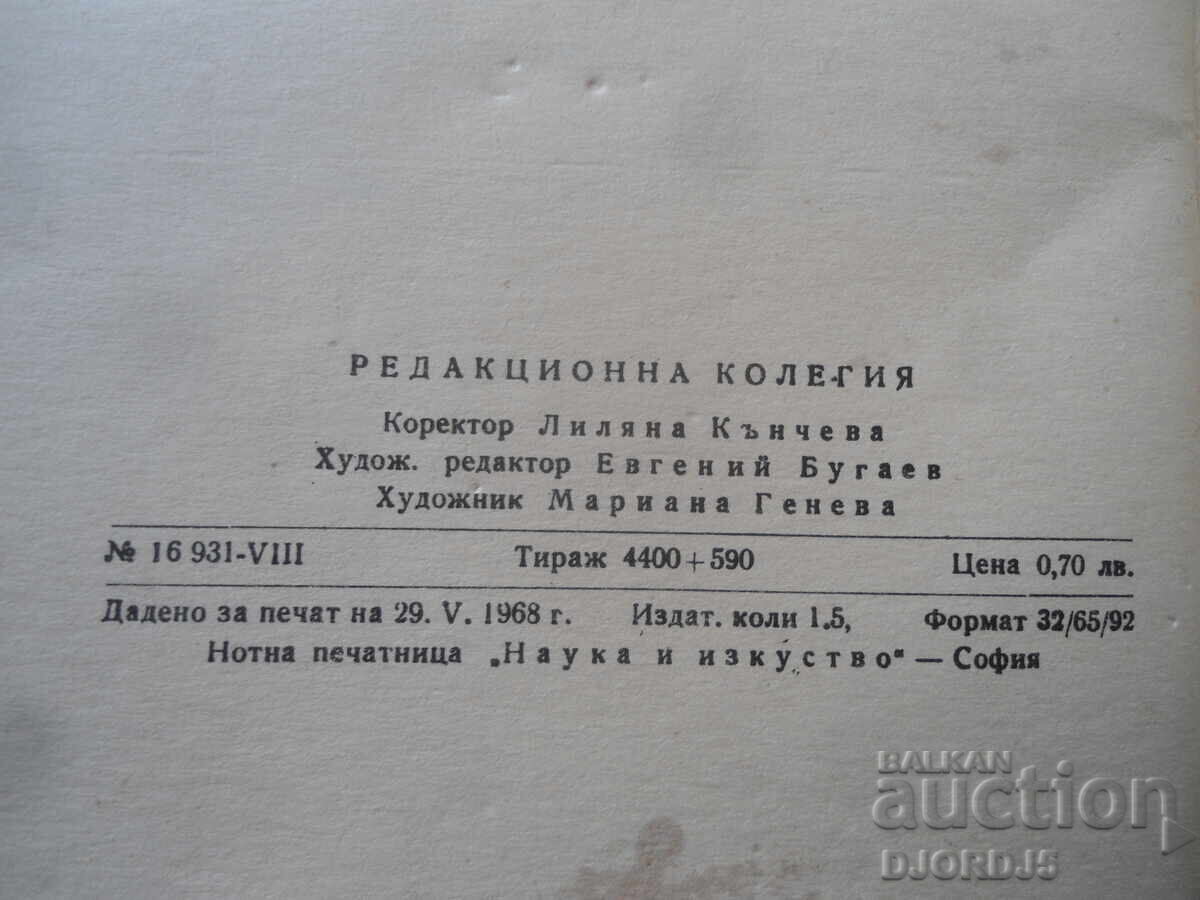 РЕДАКЦИОННА КОЛЕГИЯ
Коректор Лиляна Кънчева
Худож. редактор Евгений Бугаев
Художник Мариана Генева
№ 16 931-VIII Тираж 4400+590 Цена 0,70 лв.
Дадено за печат на 29. V. 1968 г. Издат. коли 1.5, Формат 32/65/92
Нотна печатница „Наука и изкуство" — София
BALKAN
auction
DJORDJ5